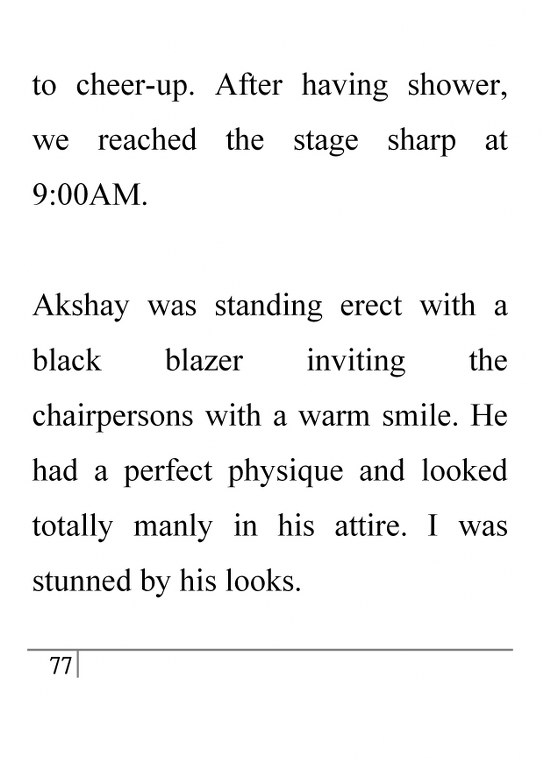 to cheer-up. After having shower,
we reached the stage sharp at
9:00AM.
Akshay was standing erect with a
black blazer inviting the
chairpersons with a warm smile. He
had a perfect physique and looked
totally manly in his attire. I was
stunned by his looks.
77